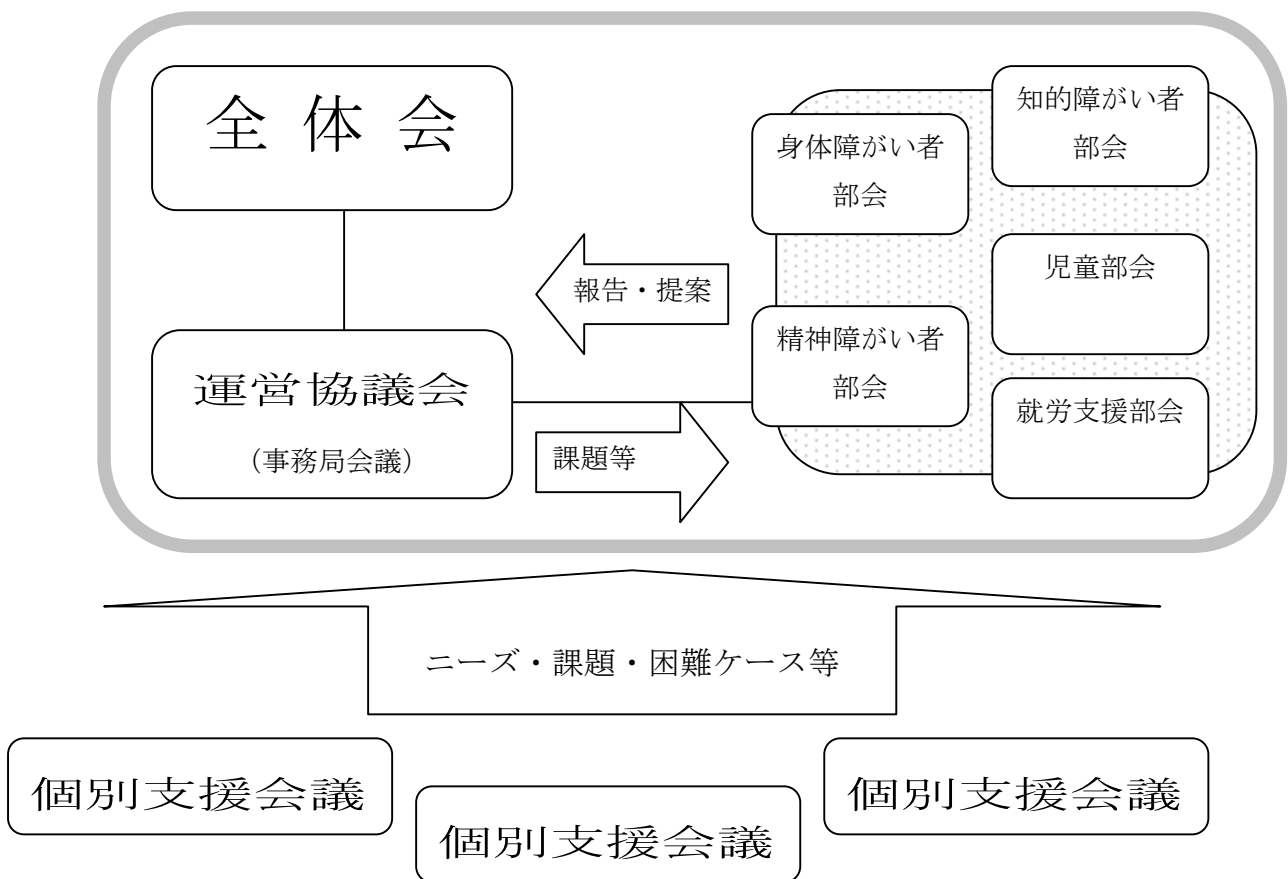 全 体 会
運営協議会
（事務局会議）
報告・提案
課題等
身体障がい者
部会
知的障がい者
部会
精神障がい者
部会
児童部会
就労支援部会
ニーズ・課題・困難ケース等
個別支援会議
個別支援会議
個別支援会議